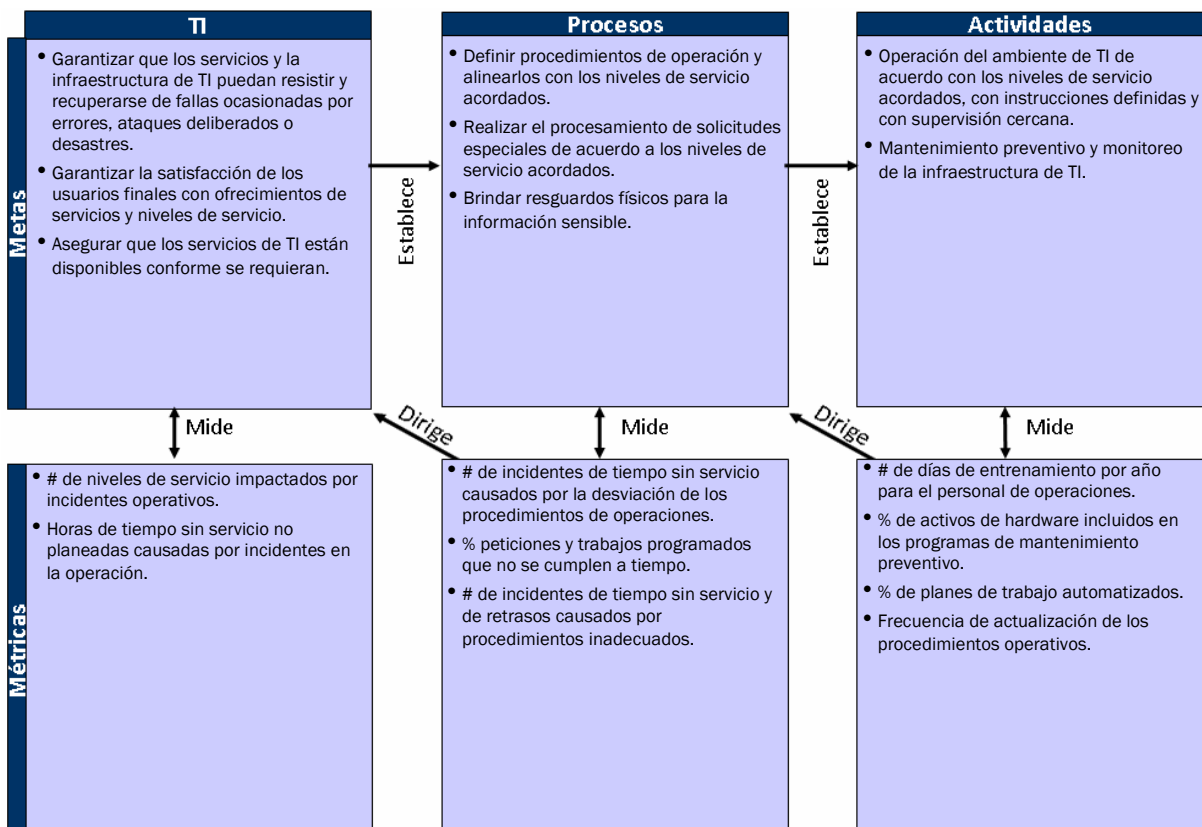 TI
Procesos
Actividades
Metas
• Garantizar que los servicios y la
infraestructura de TI puedan resistir y
recuperarse de fallas ocasionadas por
errores, ataques deliberados o
desastres.
• Garantizar la satisfacción de los
usuarios finales con ofrecimientos de
servicios y niveles de servicio.
• Asegurar que los servicios de TI están
disponibles conforme se requieran.
Establece
• Definir procedimientos de operación y
alinearlos con los niveles de servicio
acordados.
• Realizar el procesamiento de solicitudes
especiales de acuerdo a los niveles de
servicio acordados.
• Brindar resguardos físicos para la
información sensible.
Establece
• Operación del ambiente de TI de
acuerdo con los niveles de servicio
acordados, con instrucciones definidas y
con supervisión cercana.
• Mantenimiento preventivo y monitoreo
de la infraestructura de TI.
Mide
Dirige
Mide
Dirige
Mide
Métricas
• # de niveles de servicio impactados por
incidentes operativos.
• Horas de tiempo sin servicio no
planeadas causadas por incidentes en
la operación.
• # de incidentes de tiempo sin servicio
causados por la desviación de los
procedimientos de operaciones.
• % peticiones y trabajos programados
que no se cumplen a tiempo.
• # de incidentes de tiempo sin servicio y
de retrasos causados por
procedimientos inadecuados.
• # de días de entrenamiento por año
para el personal de operaciones.
• % de activos de hardware incluidos en
los programas de mantenimiento
preventivo.
• % de planes de trabajo automatizados.
• Frecuencia de actualización de los
procedimientos operativos.